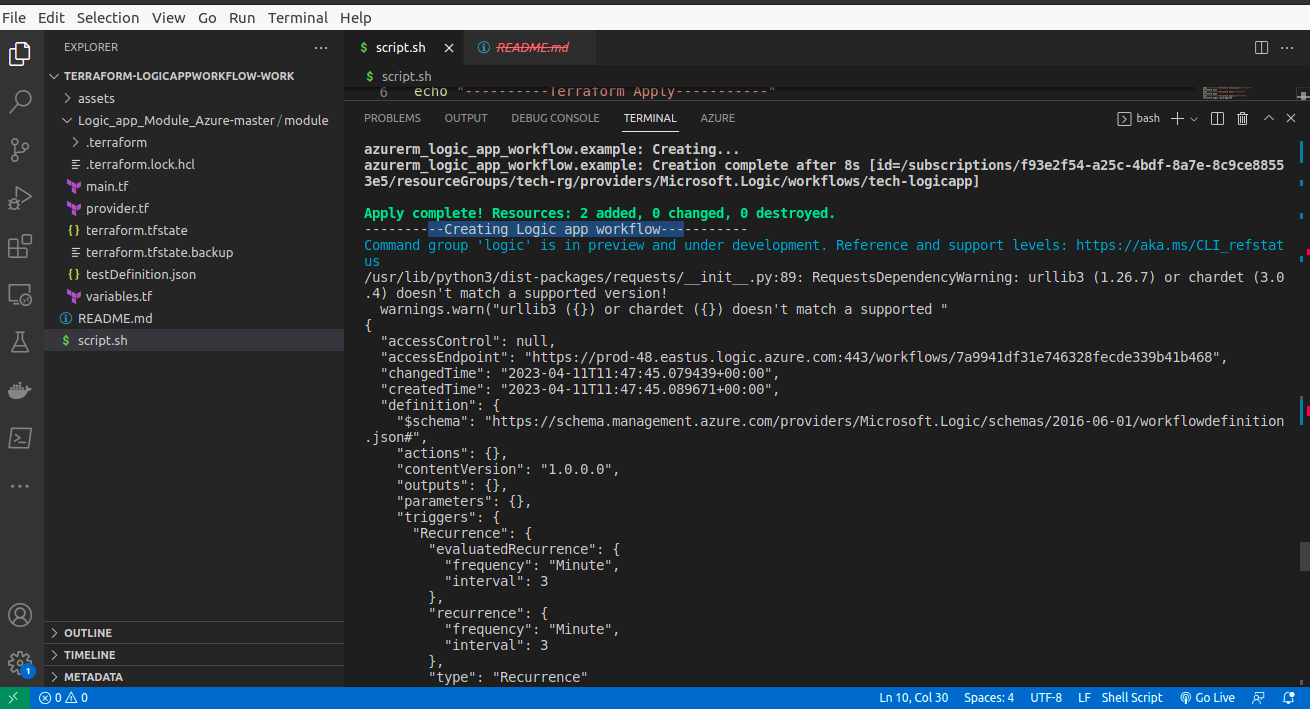 File Edit Selection View Go Run Terminal Help
EXPLORER
TERRAFORM-LOGICAPPWORKFLOW-WORK
assets
Logic_app_Module_Azure-master / module
.terraform
.terraform.lock.hcl
main.tf
provider.tf
terraform.tfstate
terraform.tfstate.backup
testDefinition.json
variables.tf
README.md
script.sh
OUTLINE
TIMELINE
METADATA
1
script.sh README.md
script.sh
6 echo "----------Terraform Apply-----------"
PROBLEMS OUTPUT DEBUG CONSOLE TERMINAL AZURE
bash
azurerm_logic_app_workflow.example: Creating...
azurerm_logic_app_workflow.example: Creation complete after 8s [id=/subscriptions/f93e2f54-a25c-4bdf-8a7e-8c9ce8855
3e5/resourceGroups/tech-rg/providers/Microsoft.Logic/workflows/tech-logicapp]
Apply complete! Resources: 2 added, 0 changed, 0 destroyed.
----------Creating Logic app workflow-----------
Command group 'logic' is in preview and under development. Reference and support levels: https://aka.ms/CLI_refstat
us
/usr/lib/python3/dist-packages/requests/__init__.py:89: RequestsDependencyWarning: urllib3 (1.26.7) or chardet (3.0
.4) doesn't match a supported version!
warnings.warn("urllib3 ({}) or chardet ({}) doesn't match a supported "
{
"accessControl": null,
"accessEndpoint": "https://prod-48.eastus.logic.azure.com:443/workflows/7a9941df31e746328fecde339b41b468",
"changedTime": "2023-04-11T11:47:45.079439+00:00",
"createdTime": "2023-04-11T11:47:45.089671+00:00",
"definition": {
"$schema": "https://schema.management.azure.com/providers/Microsoft.Logic/schemas/2016-06-01/workflowdefinition
.json#",
"actions": {},
"contentVersion": "1.0.0.0",
"outputs": {},
"parameters": {},
"triggers": {
"Recurrence": {
"evaluatedRecurrence": {
"frequency": "Minute",
"interval": 3
},
"recurrence": {
"frequency": "Minute",
"interval": 3
},
"type": "Recurrence"
0 0 Ln 10, Col 30 Spaces: 4 UTF-8 LF Shell Script Go Live